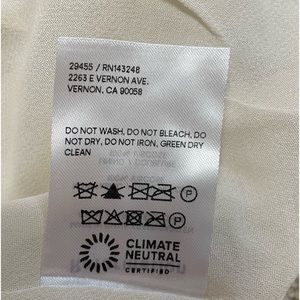 29455 / RN143248
2263 E VERNON AVE.
VERNON, CA 90058
DO NOT WASH, DO NOT BLEACH, DO
NOT DRY, DO NOT IRON, GREEN DRY
CLEAN
P
P
CLIMATE
NEUTRAL
CERTIFIED